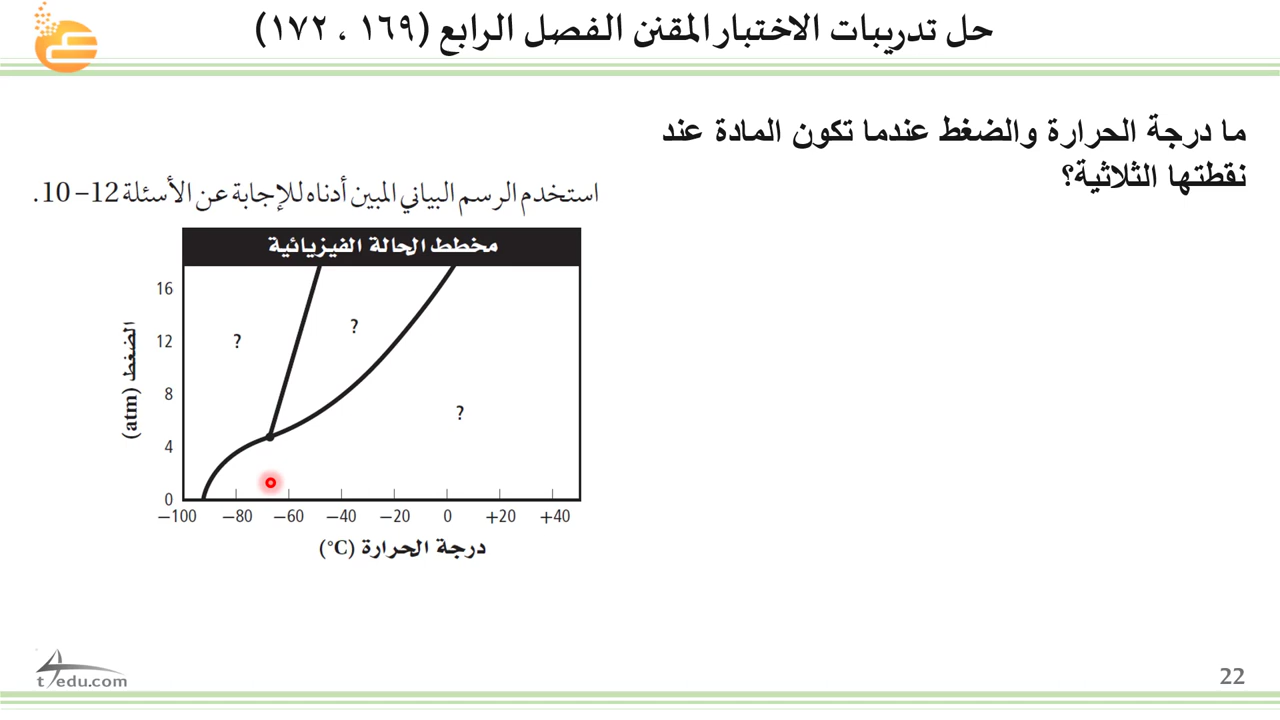 حل تدريبات الاختبار المقنن الفصل الرابع (١٦٩ ، ١٧٢)
ما درجة الحرارة والضغط عندما تكون المادة عند
نقطتها الثلاثية؟
استخدم الرسم البياني المبين أدناه للإجابة عن الأسئلة 12–10.
مخطط الحالة الفيزيائية
16
12
8
4
0
الضغط (atm)
?
?
?
−100 −80 −60 −40 −20 0 +20 +40
درجة الحرارة (°C)
t4edu.com
22